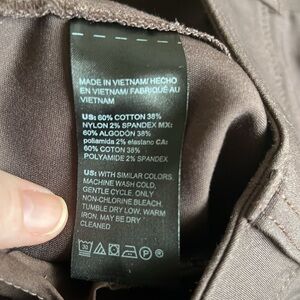 MADE IN VIETNAM/ HECHO
EN VIETNAM/ FABRIQUÉ AU
VIETNAM
US: 60% COTTON 38%
NYLON 2% SPANDEX MX:
60% ALGODÓN 38%
poliamida 2% elastano CA:
60% COTON 38%
POLYAMIDE 2% SPANDEX
US: WITH SIMILAR COLORS.
MACHINE WASH COLD,
GENTLE CYCLE. ONLY
NON-CHLORINE BLEACH.
TUMBLE DRY LOW. WARM
IRON. MAY BE DRY
CLEANED
30 P